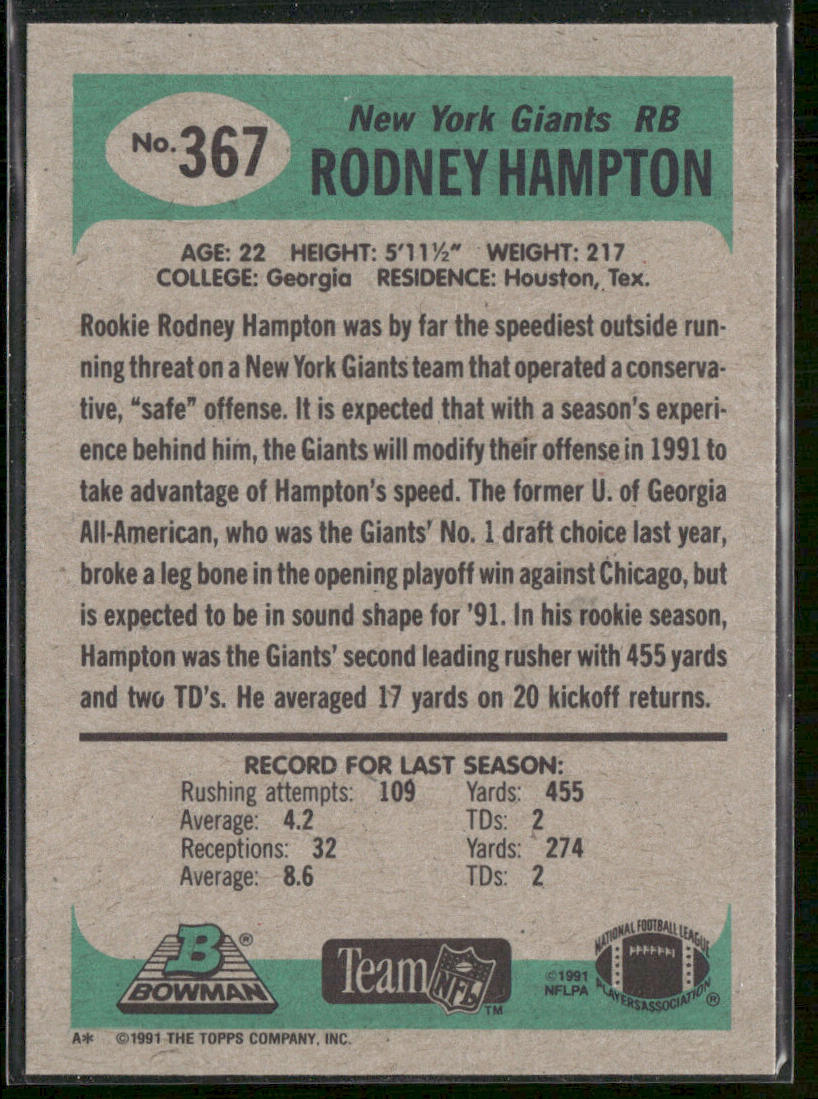 No. 367
New York Giants RB
RODNEY HAMPTON
AGE: 22 HEIGHT: 5'11½" WEIGHT: 217
COLLEGE: Georgia RESIDENCE: Houston, Tex.
Rookie Rodney Hampton was by far the speediest outside run-
ning threat on a New York Giants team that operated a conserva-
tive, "safe" offense. It is expected that with a season's experi-
ence behind him, the Giants will modify their offense in 1991 to
take advantage of Hampton's speed. The former U. of Georgia
All-American, who was the Giants' No. 1 draft choice last year,
broke a leg bone in the opening playoff win against Chicago, but
is expected to be in sound shape for '91. In his rookie season,
Hampton was the Giants' second leading rusher with 455 yards
and two TD's. He averaged 17 yards on 20 kickoff returns.
RECORD FOR LAST SEASON:
Rushing attempts: 109 Yards: 455
Average: 4.2 TDs: 2
Receptions: 32 Yards: 274
Average: 8.6 TDs: 2
B®
BOWMAN
Team NFL™
©1991
NFLPA
NATIONAL FOOTBALL LEAGUE
PLAYERS ASSOCIATION®
A* ©1991 THE TOPPS COMPANY, INC.